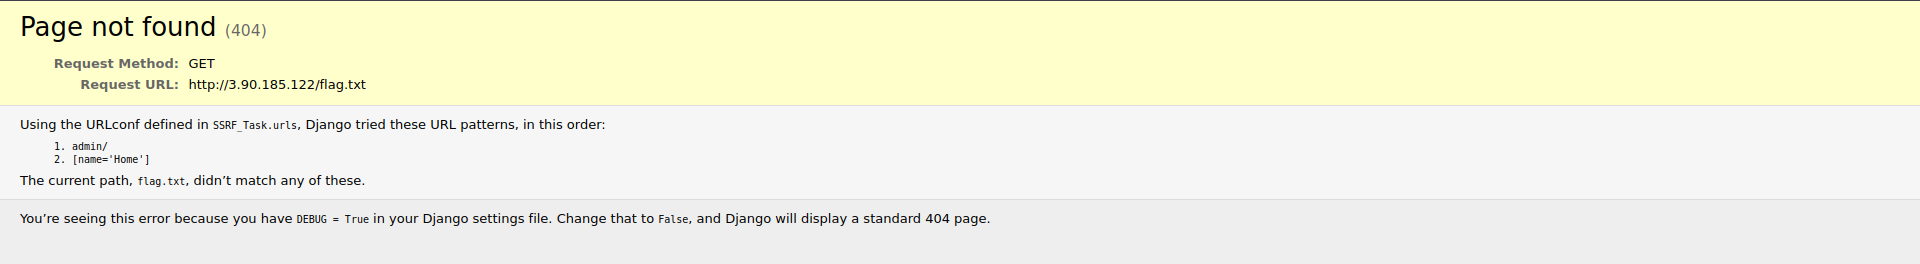 Page not found (404)
Request Method: GET
Request URL: http://3.90.185.122/flag.txt
Using the URLconf defined in SSRF_Task.urls, Django tried these URL patterns, in this order:
1. admin/
2. [name='Home']
The current path, flag.txt, didn’t match any of these.
You’re seeing this error because you have DEBUG = True in your Django settings file. Change that to False, and Django will display a standard 404 page.